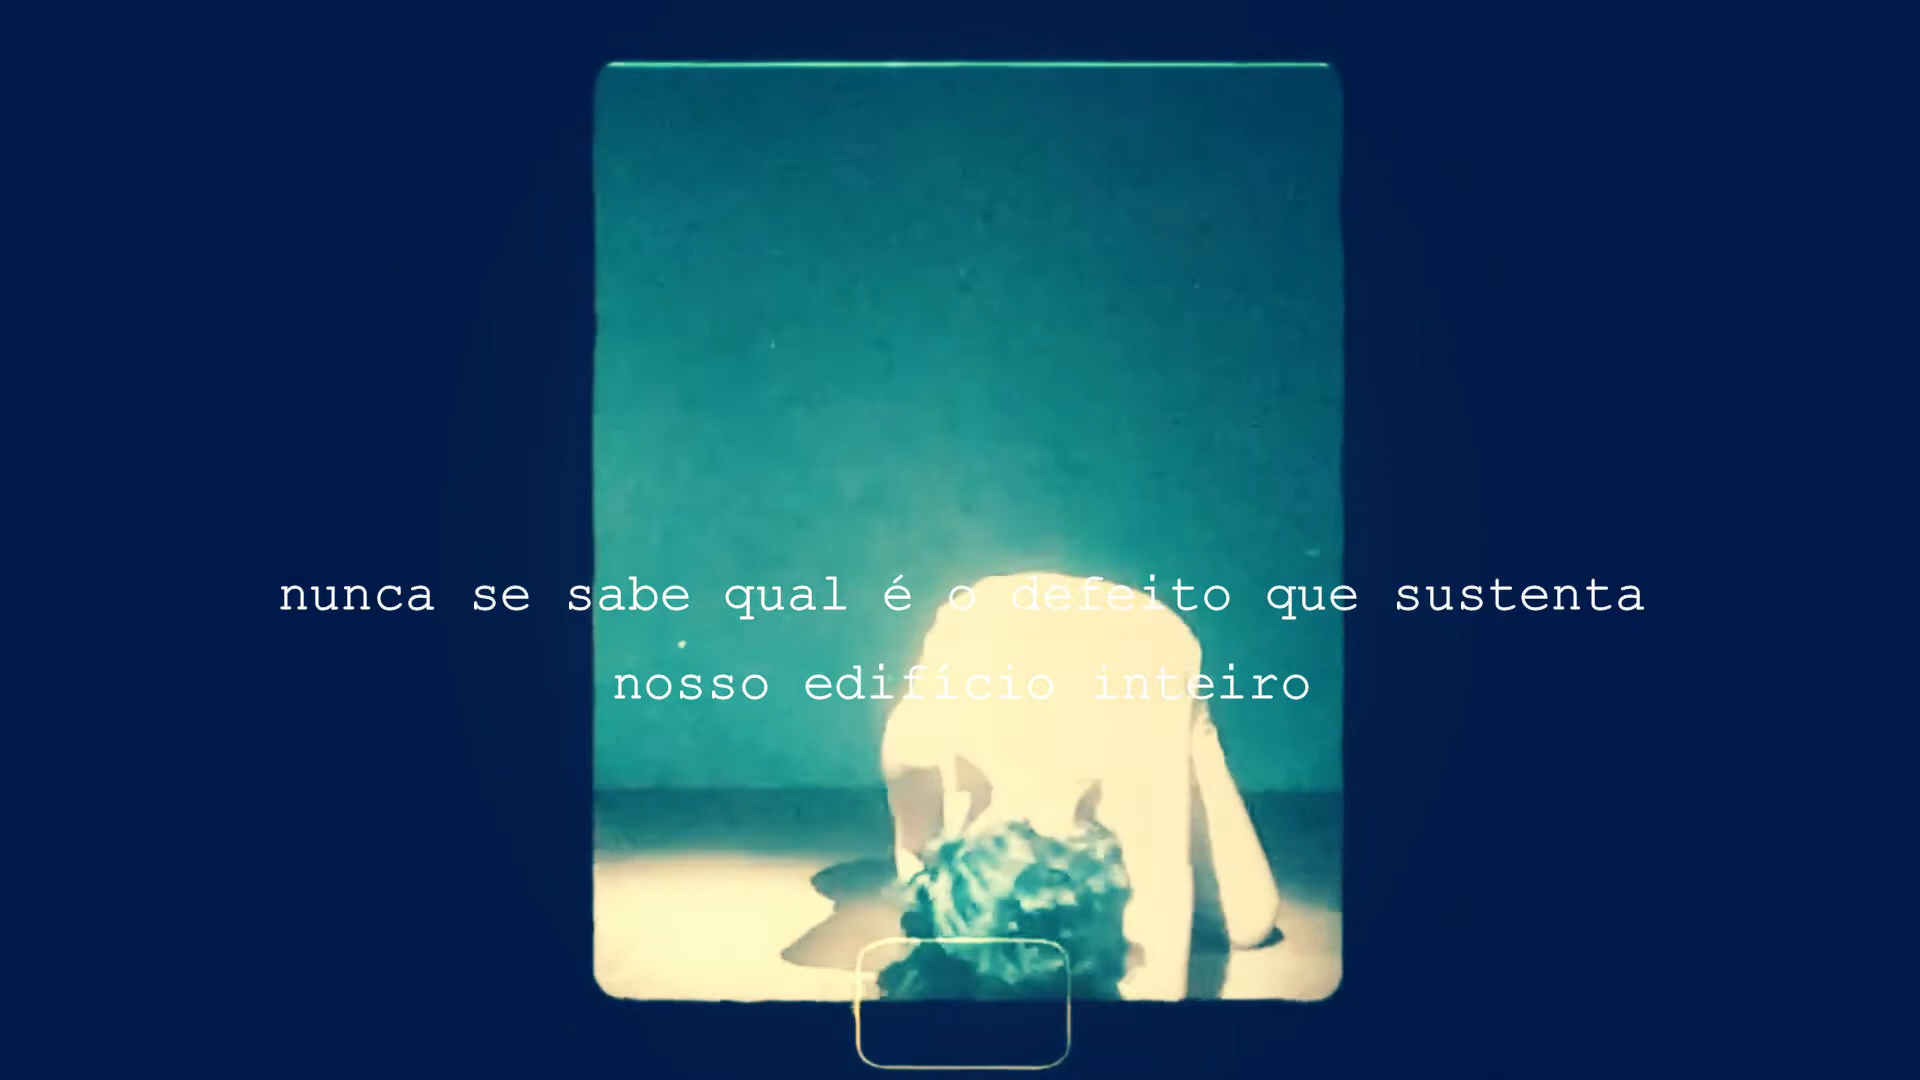 nunca se sabe qual é o defeito que sustenta
nosso edifício inteiro